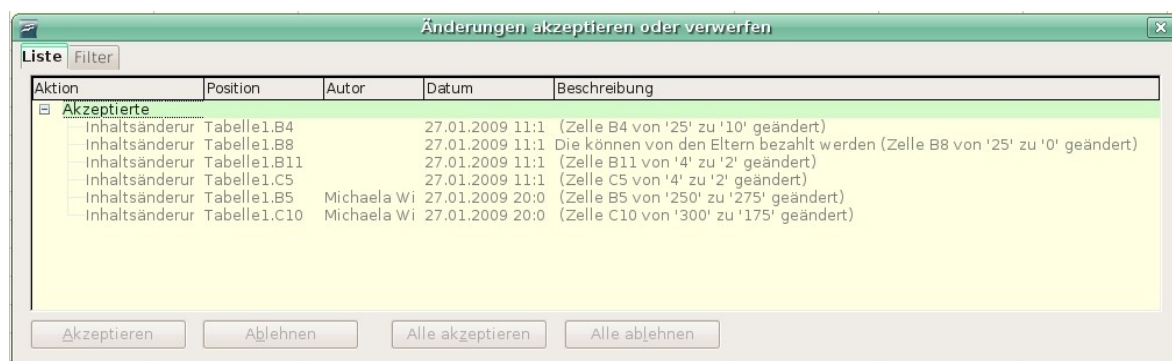 Änderungen akzeptieren oder verwerfen
Liste Filter
Aktion Position Autor Datum Beschreibung
Akzeptierte
Inhaltsänderur Tabelle1.B4 27.01.2009 11:1 (Zelle B4 von '25' zu '10' geändert)
Inhaltsänderur Tabelle1.B8 27.01.2009 11:1 Die können von den Eltern bezahlt werden (Zelle B8 von '25' zu '0' geändert)
Inhaltsänderur Tabelle1.B11 27.01.2009 11:1 (Zelle B11 von '4' zu '2' geändert)
Inhaltsänderur Tabelle1.C5 27.01.2009 11:1 (Zelle C5 von '4' zu '2' geändert)
Inhaltsänderur Tabelle1.B5 Michaela Wi 27.01.2009 20:0 (Zelle B5 von '250' zu '275' geändert)
Inhaltsänderur Tabelle1.C10 Michaela Wi 27.01.2009 20:0 (Zelle C10 von '300' zu '175' geändert)
Akzeptieren Ablehnen Alle akzeptieren Alle ablehnen